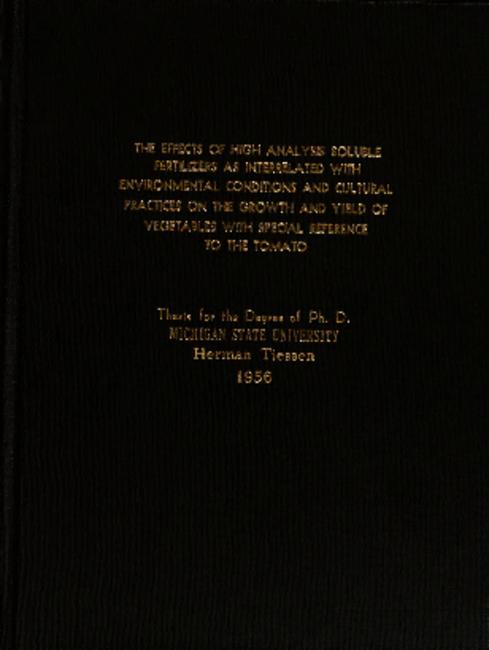 THE EFFECTS OF HIGH ANALYSIS SOLUBLE
FERTILIZERS AS INTERRELATED WITH
ENVIRONMENTAL CONDITIONS AND CULTURAL
PRACTICES ON THE GROWTH AND YIELD OF
VEGETABLES WITH SPECIAL REFERENCE
TO THE TOMATO
Thesis for the Degree of Ph. D.
MICHIGAN STATE UNIVERSITY
Herman Tiessen
1956